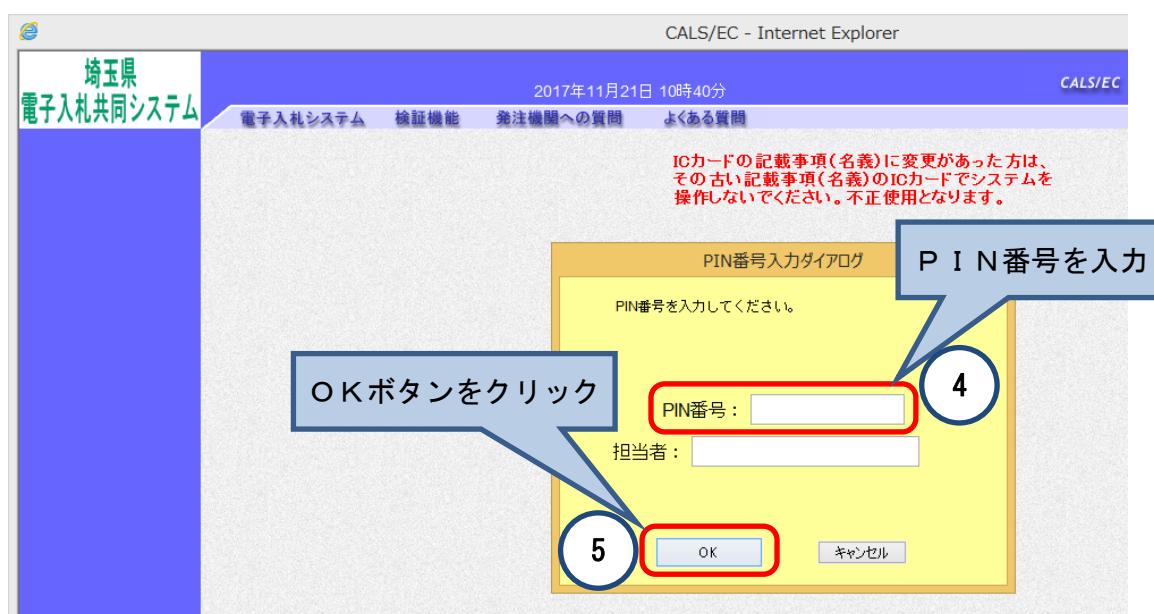 CALS/EC - Internet Explorer
埼玉県
電子入札共同システム
2017年11月21日 10時40分
CALS/EC
電子入札システム 検証機能 発注機関への質問 よくある質問
ICカードの記載事項(名義)に変更があった方は、
その古い記載事項(名義)のICカードでシステムを
操作しないでください。不正使用となります。
PIN番号入力ダイアログ
PIN番号を入力
PIN番号を入力してください。
OKボタンをクリック
4
PIN番号:
担当者:
5
OK キャンセル